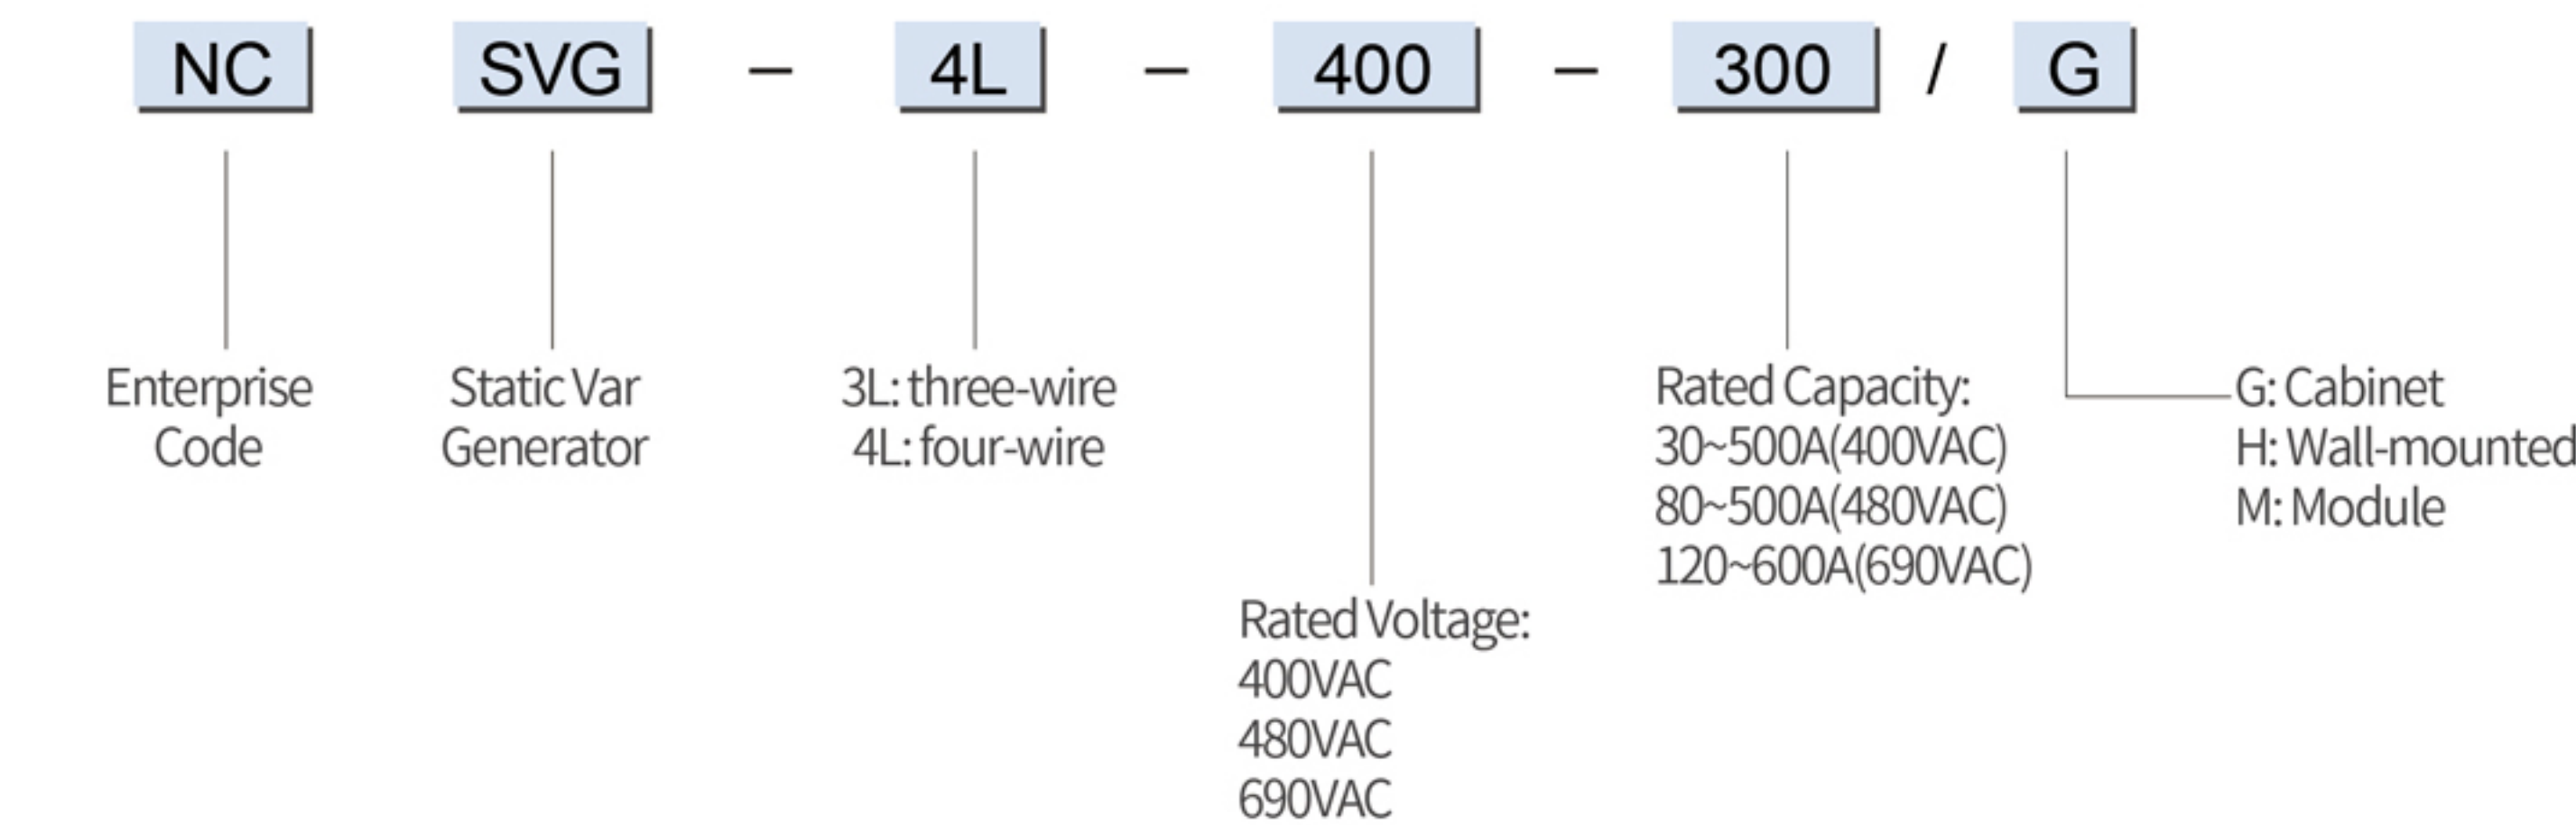 NC SVG – 4L – 400 – 300 / G
Enterprise
Code
Static Var
Generator
3L: three-wire
4L: four-wire
Rated Voltage:
400VAC
480VAC
690VAC
Rated Capacity:
30~500A(400VAC)
80~500A(480VAC)
120~600A(690VAC)
G: Cabinet
H: Wall-mounted
M: Module